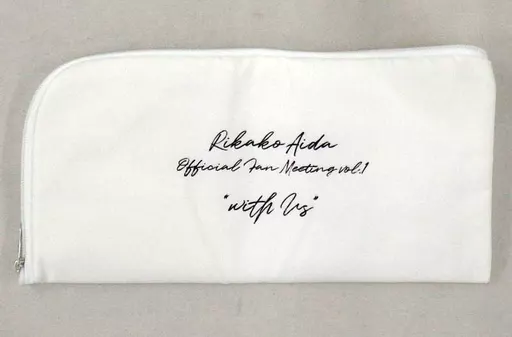 Rikako Aida
Official Fan Meeting vol.1
"with Us"